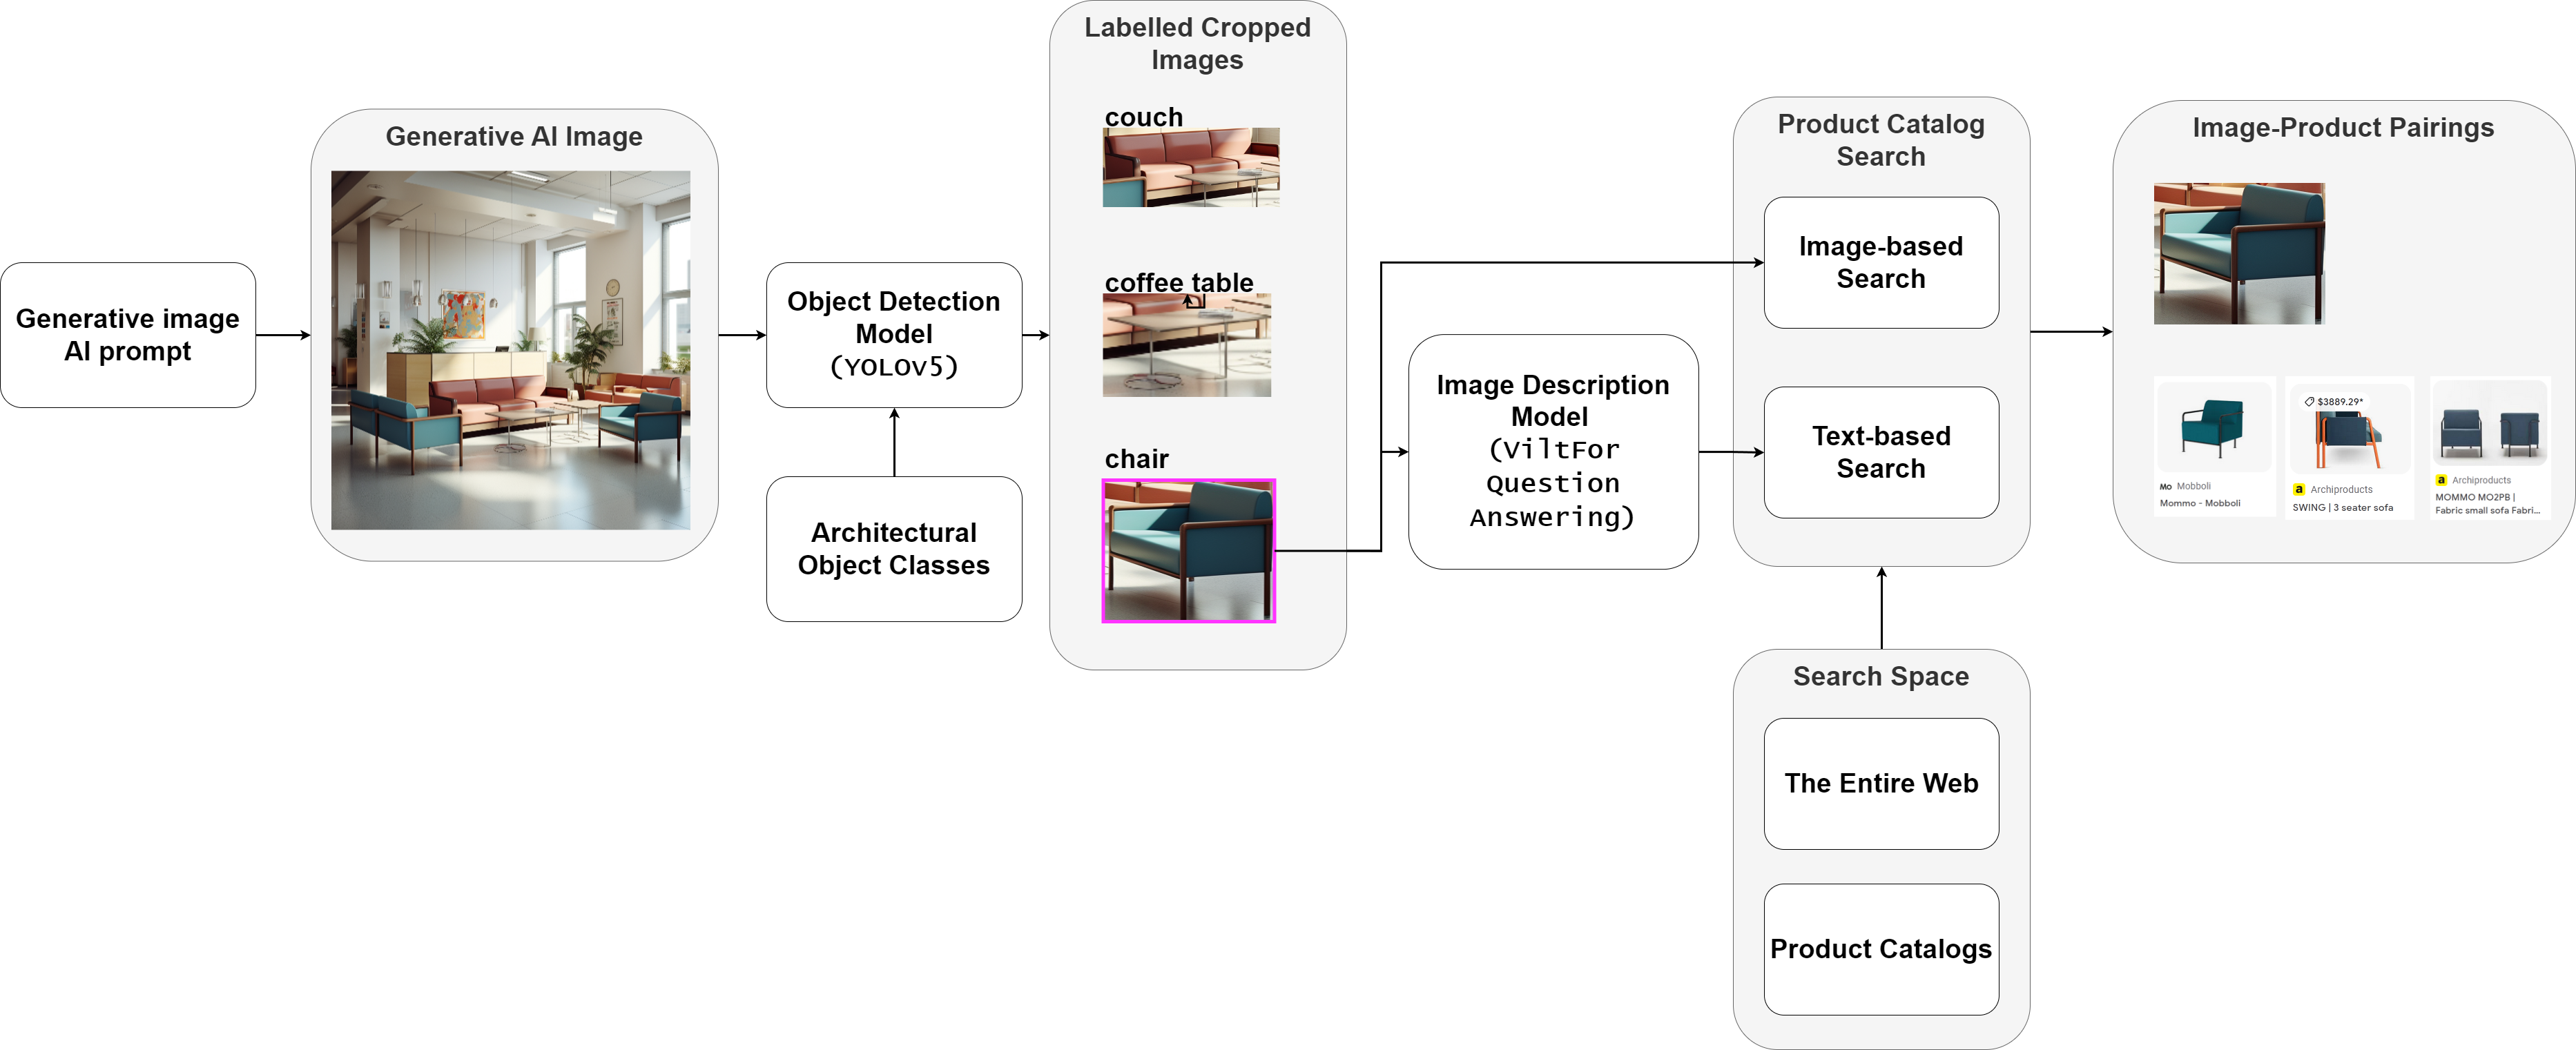 Generative image
AI prompt
Generative AI Image
Object Detection
Model
(YOLOv5)
Architectural
Object Classes
Labelled Cropped
Images
couch
coffee table
chair
Image Description
Model
(ViltFor
Question
Answering)
Product Catalog
Search
Image-based
Search
Text-based
Search
Search Space
The Entire Web
Product Catalogs
Image-Product Pairings
Mo Mobboli
Mommo - Mobboli
$3889.29*
a Archiproducts
SWING | 3 seater sofa
a Archiproducts
MOMMO MO2PB |
Fabric small sofa Fabri...